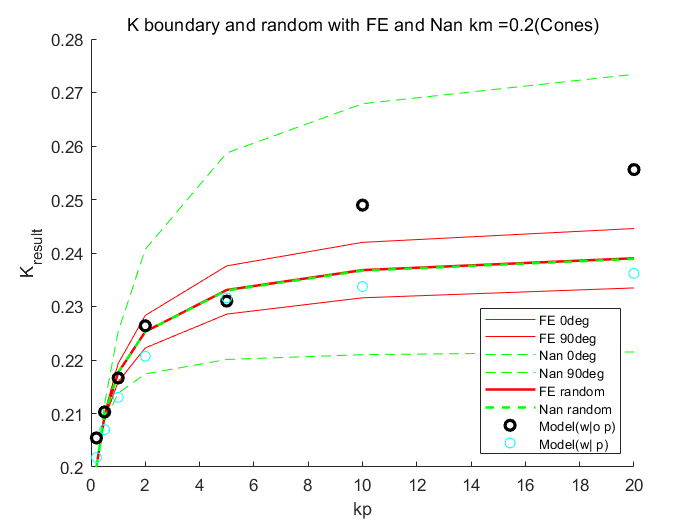 K boundary and random with FE and Nan km =0.2(Cones)
0.28
0.27
0.26
0.25
0.24
0.23
0.22
0.21
0.2
K_result
0 2 4 6 8 10 12 14 16 18 20
kp
FE 0deg
FE 90deg
Nan 0deg
Nan 90deg
FE random
Nan random
Model(w|o p)
Model(w| p)